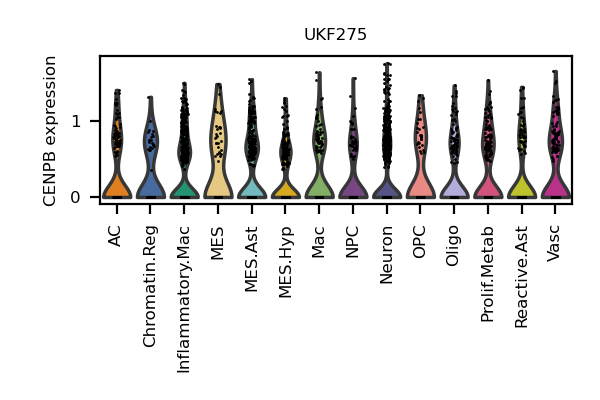 UKF275
CENPB expression
1
0
AC
Chromatin.Reg
Inflammatory.Mac
MES
MES.Ast
MES.Hyp
Mac
NPC
Neuron
OPC
Oligo
Prolif.Metab
Reactive.Ast
Vasc